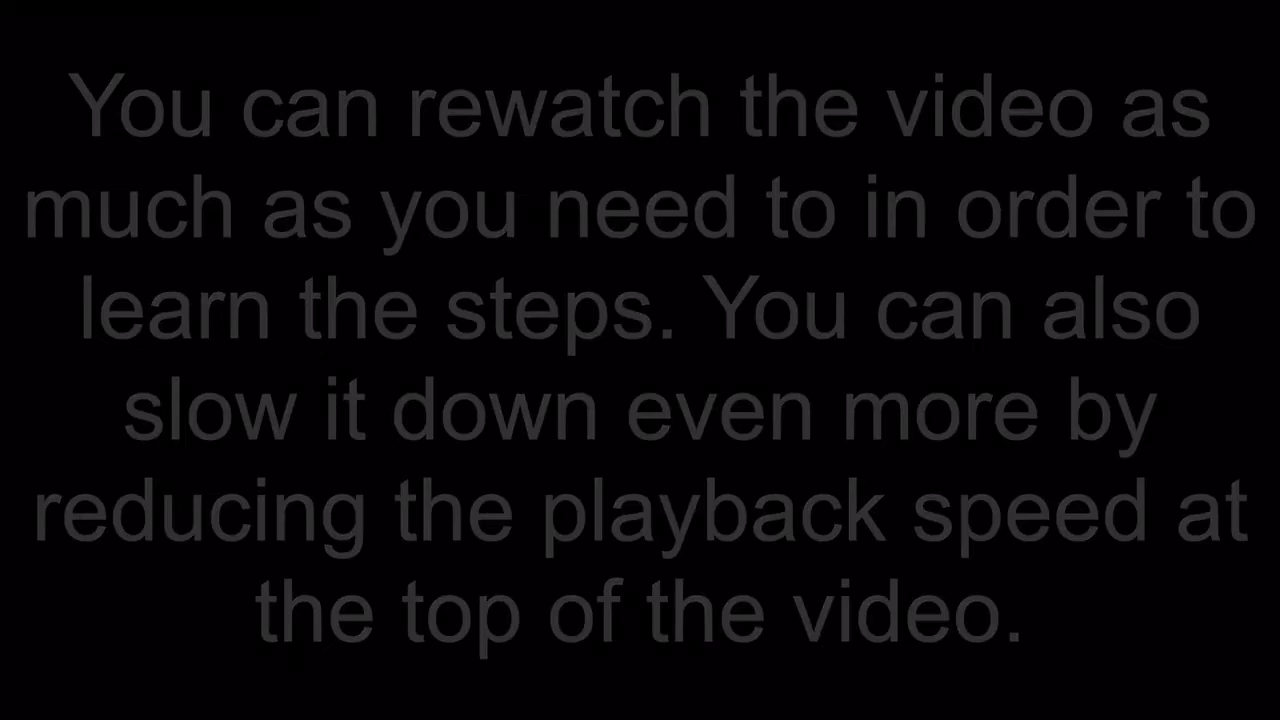 You can rewatch the video as
much as you need to in order to
learn the steps. You can also
slow it down even more by
reducing the playback speed at
the top of the video.